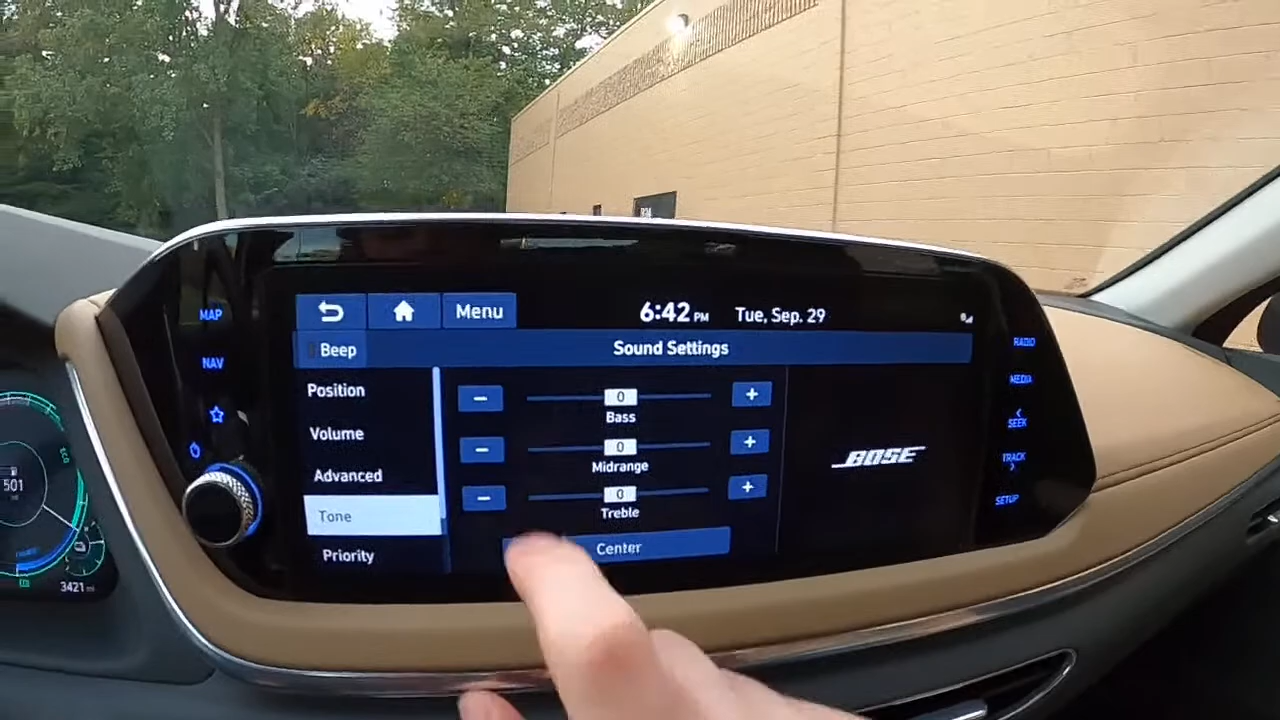 Menu
6:42 PM
Tue, Sep. 29
Beep
Sound Settings
Position
Volume
Advanced
Tone
Priority
0
Bass
0
Midrange
0
Treble
Center
BOSE
MAP
NAV
RADIO
MEDIA
SEEK
TRACK
SETUP
501
ECO
3421 mi